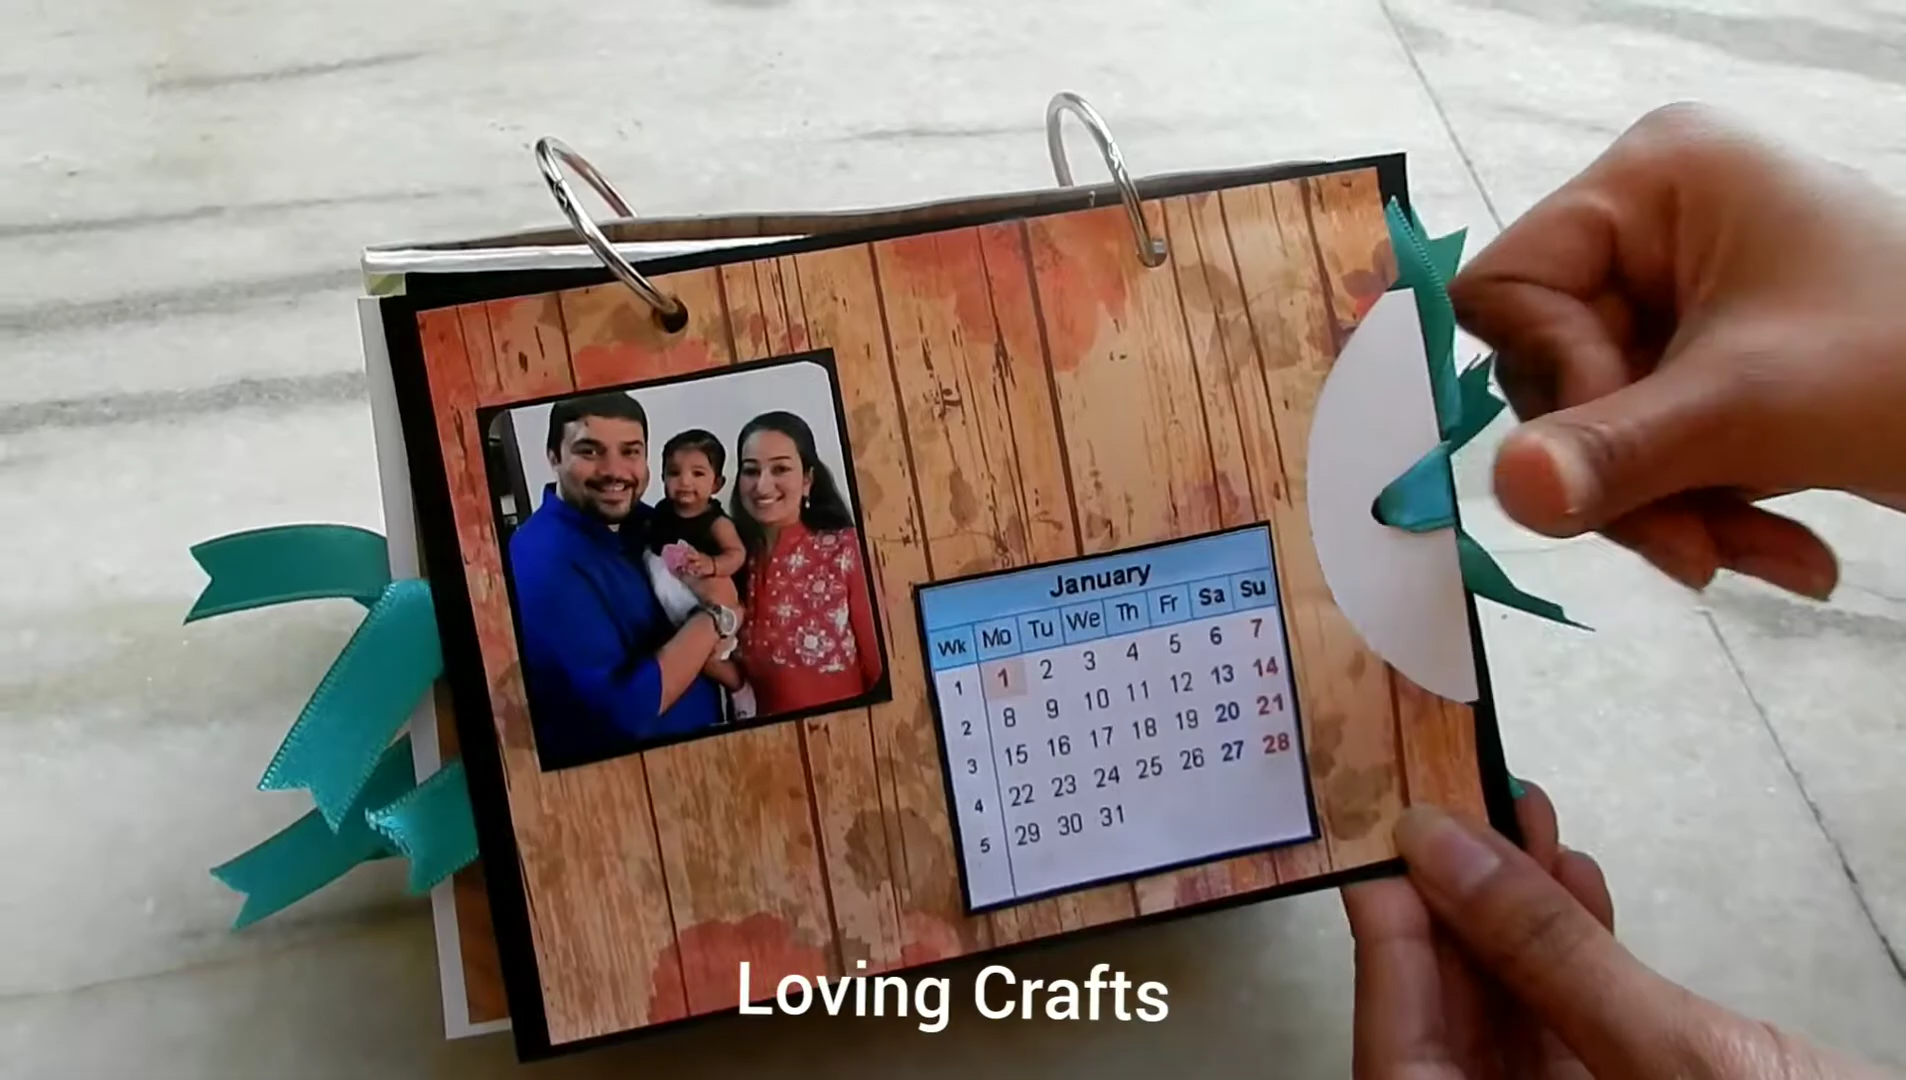 January
Wk Mo Tu We Th Fr Sa Su
1 1 2 3 4 5 6 7
2 8 9 10 11 12 13 14
3 15 16 17 18 19 20 21
4 22 23 24 25 26 27 28
5 29 30 31
Loving Crafts